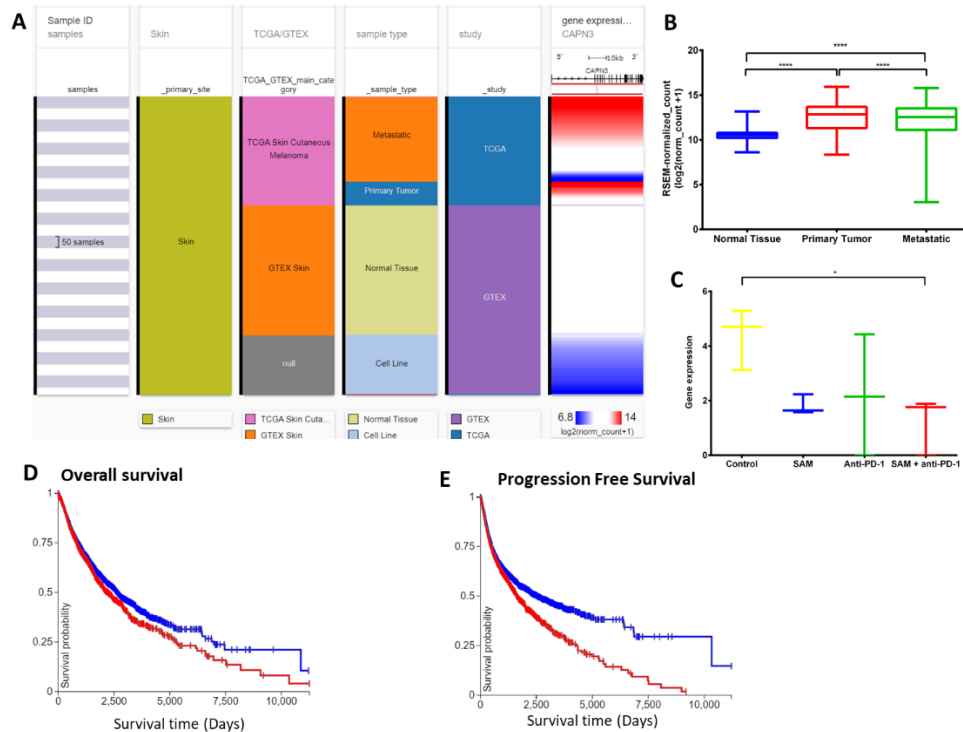 A
Sample ID
samples
Skin
TCGA/GTEX
sample type
study
gene expressi...
CAPN3
5'
10kb
3'
CAPN3
samples
_primary_site
TCGA_GTEX_main_cate
gory
_sample_type
_study
50 samples
Skin
TCGA Skin Cutaneous
Melanoma
GTEX Skin
null
Metastatic
Primary Tumor
Normal Tissue
Cell Line
TCGA
GTEX
Skin
TCGA Skin Cuta...
GTEX Skin
Normal Tissue
Cell Line
GTEX
TCGA
6.8
14
log2(norm_count+1)
B
RSEM-normalized_count
(log2(norm_count +1)
20
15
10
5
0
****
****
****
Normal Tissue
Primary Tumor
Metastatic
C
Gene expression
6
4
2
0
*
Control
SAM
Anti-PD-1
SAM + anti-PD-1
D
Overall survival
1
0.75
0.5
0.25
0
Survival probability
0
2,500
5,000
7,500
10,000
Survival time (Days)
E
Progression Free Survival
1
0.75
0.5
0.25
0
Survival probability
0
2,500
5,000
7,500
10,000
Survival time (Days)